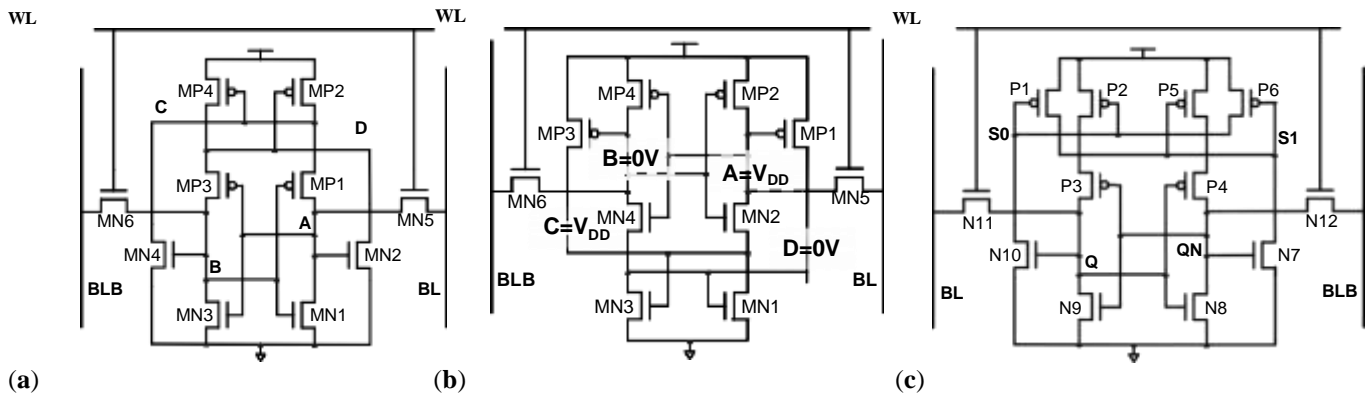 WL
MP4
MP2
C
D
MP3
MP1
MN6
A
MN5
MN4
B
MN2
BLB
BL
MN3
MN1
(a)
WL
MP4
MP2
MP3
MP1
B=0V
A=VDD
MN6
MN4
MN2
MN5
C=VDD
D=0V
BLB
BL
MN3
MN1
(b)
WL
P1
P2
P5
P6
S0
S1
P3
P4
N11
N12
N10
Q
QN
N7
BL
BLB
N9
N8
(c)